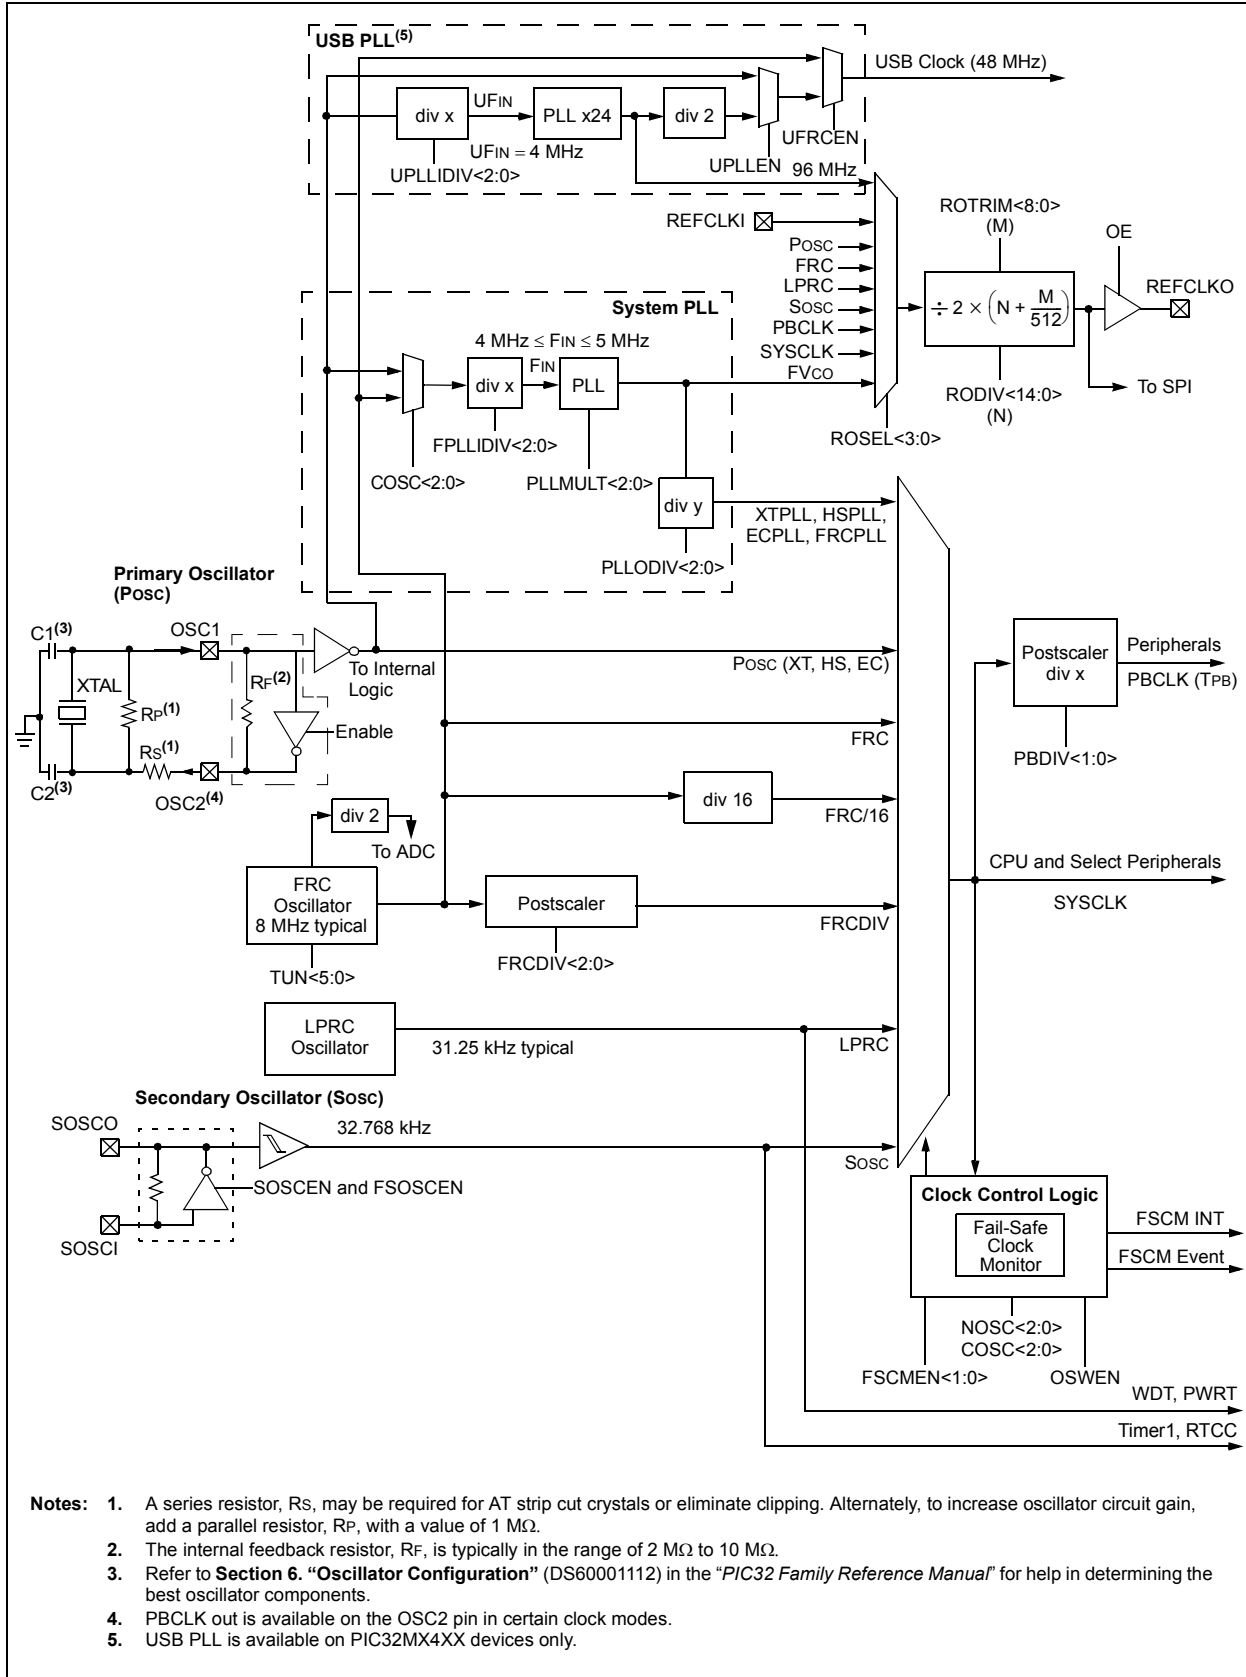 USB PLL(5)
USB Clock (48 MHz)
div x
UFIN
PLL x24
div 2
UFRCEN
UFIN = 4 MHz
UPLLIDIV<2:0>
UPLLEN
96 MHz
REFCLKI
POSC
FRC
LPRC
SOSC
PBCLK
SYSCLK
FVCO
ROTRIM<8:0>
(M)
OE
REFCLKO
÷ 2 × (N + M/512)
To SPI
RODIV<14:0>
(N)
ROSEL<3:0>
System PLL
4 MHz ≤ FIN ≤ 5 MHz
FIN
div x
PLL
FPLLIDIV<2:0>
COSC<2:0>
PLLMULT<2:0>
div y
XTPLL, HSPLL,
ECPLL, FRCPLL
PLLODIV<2:0>
Primary Oscillator
(POSC)
C1(3)
OSC1
XTAL
RF(2)
To Internal
Logic
RP(1)
Enable
RS(1)
C2(3)
OSC2(4)
POSC (XT, HS, EC)
FRC
Postscaler
div x
Peripherals
PBCLK (TPB)
PBDIV<1:0>
div 16
FRC/16
div 2
To ADC
CPU and Select Peripherals
SYSCLK
FRC
Oscillator
8 MHz typical
Postscaler
FRCDIV
TUN<5:0>
FRCDIV<2:0>
LPRC
Oscillator
31.25 kHz typical
LPRC
Secondary Oscillator (SOSC)
SOSCO
32.768 kHz
SOSC
SOSCEN and FSOSCEN
SOSCI
Clock Control Logic
Fail-Safe
Clock
Monitor
FSCM INT
FSCM Event
NOSC<2:0>
COSC<2:0>
FSCMEN<1:0>
OSWEN
WDT, PWRT
Timer1, RTCC
Notes: 1. A series resistor, RS, may be required for AT strip cut crystals or eliminate clipping. Alternately, to increase oscillator circuit gain,
add a parallel resistor, RP, with a value of 1 MΩ.
2. The internal feedback resistor, RF, is typically in the range of 2 MΩ to 10 MΩ.
3. Refer to Section 6. “Oscillator Configuration” (DS60001112) in the “PIC32 Family Reference Manual” for help in determining the
best oscillator components.
4. PBCLK out is available on the OSC2 pin in certain clock modes.
5. USB PLL is available on PIC32MX4XX devices only.